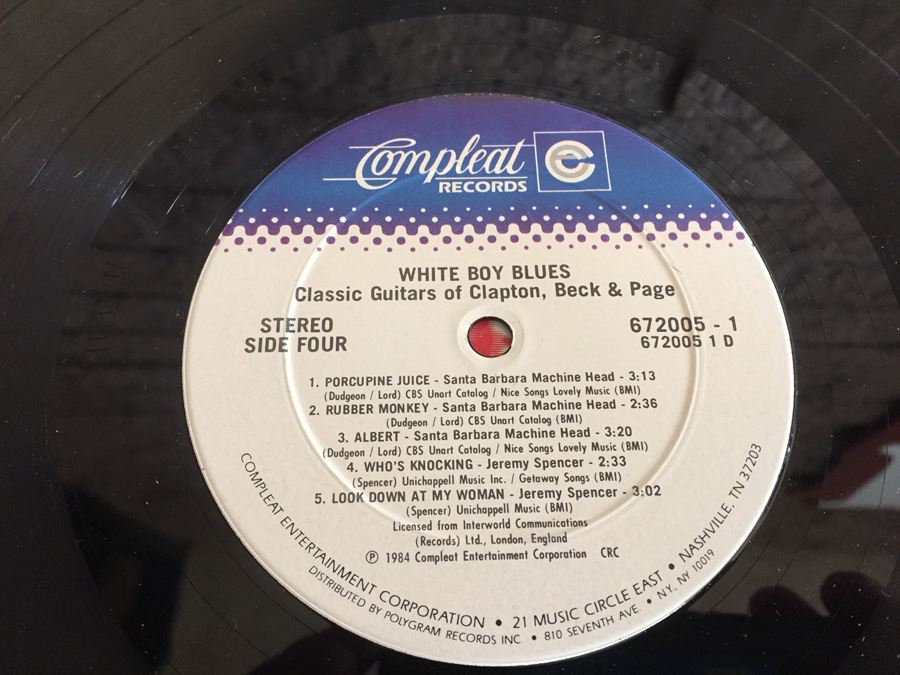 Compleat
RECORDS
WHITE BOY BLUES
Classic Guitars of Clapton, Beck & Page
STEREO
SIDE FOUR
672005 - 1
672005 1 D
1. PORCUPINE JUICE - Santa Barbara Machine Head - 3:13
(Dudgeon / Lord) CBS Unart Catalog / Nice Songs Lovely Music (BMI)
2. RUBBER MONKEY - Santa Barbara Machine Head - 2:36
(Dudgeon / Lord) CBS Unart Catalog (BMI)
3. ALBERT - Santa Barbara Machine Head - 3:20
(Dudgeon / Lord) CBS Unart Catalog / Nice Songs Lovely Music (BMI)
4. WHO'S KNOCKING - Jeremy Spencer - 2:33
(Spencer) Unichappell Music Inc. / Getaway Songs (BMI)
5. LOOK DOWN AT MY WOMAN - Jeremy Spencer - 3:02
(Spencer) Unichappell Music (BMI)
Licensed from Interworld Communications
(Records) Ltd., London, England
℗ 1984 Compleat Entertainment Corporation CRC
COMPLEAT ENTERTAINMENT CORPORATION • 21 MUSIC CIRCLE EAST • NASHVILLE, TN 37203
DISTRIBUTED BY POLYGRAM RECORDS INC. • 810 SEVENTH AVE. • N.Y., NY 10019